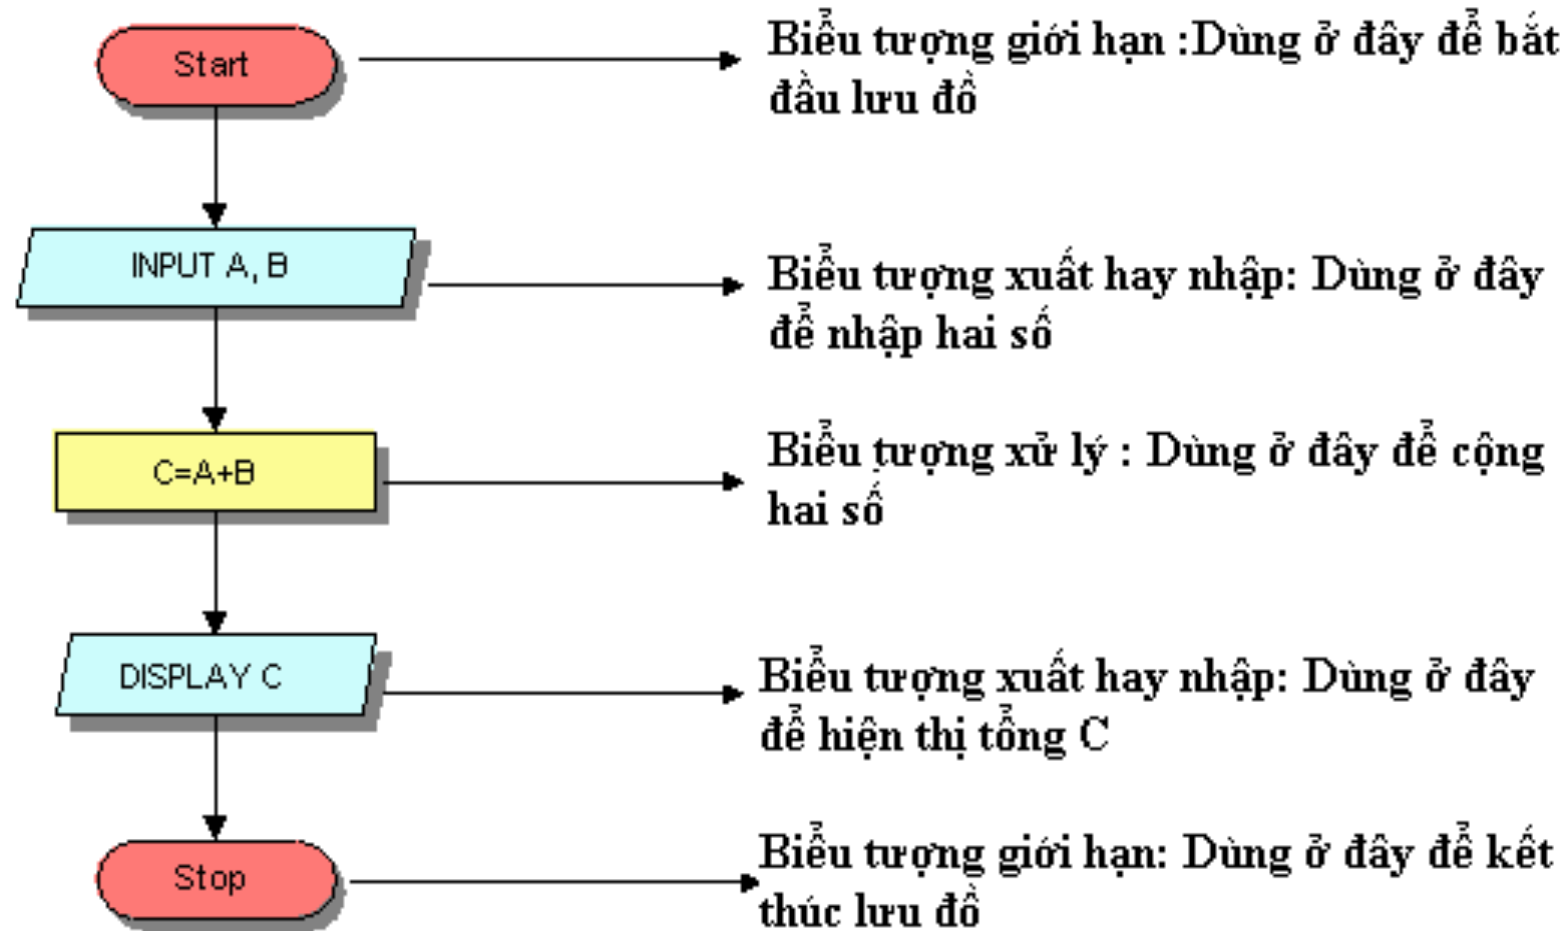 Start
Biểu tượng giới hạn :Dùng ở đây để bắt
đầu lưu đồ
INPUT A, B
Biểu tượng xuất hay nhập: Dùng ở đây
để nhập hai số
C=A+B
Biểu tượng xử lý : Dùng ở đây để cộng
hai số
DISPLAY C
Biểu tượng xuất hay nhập: Dùng ở đây
để hiện thị tổng C
Stop
Biểu tượng giới hạn: Dùng ở đây để kết
thúc lưu đồ